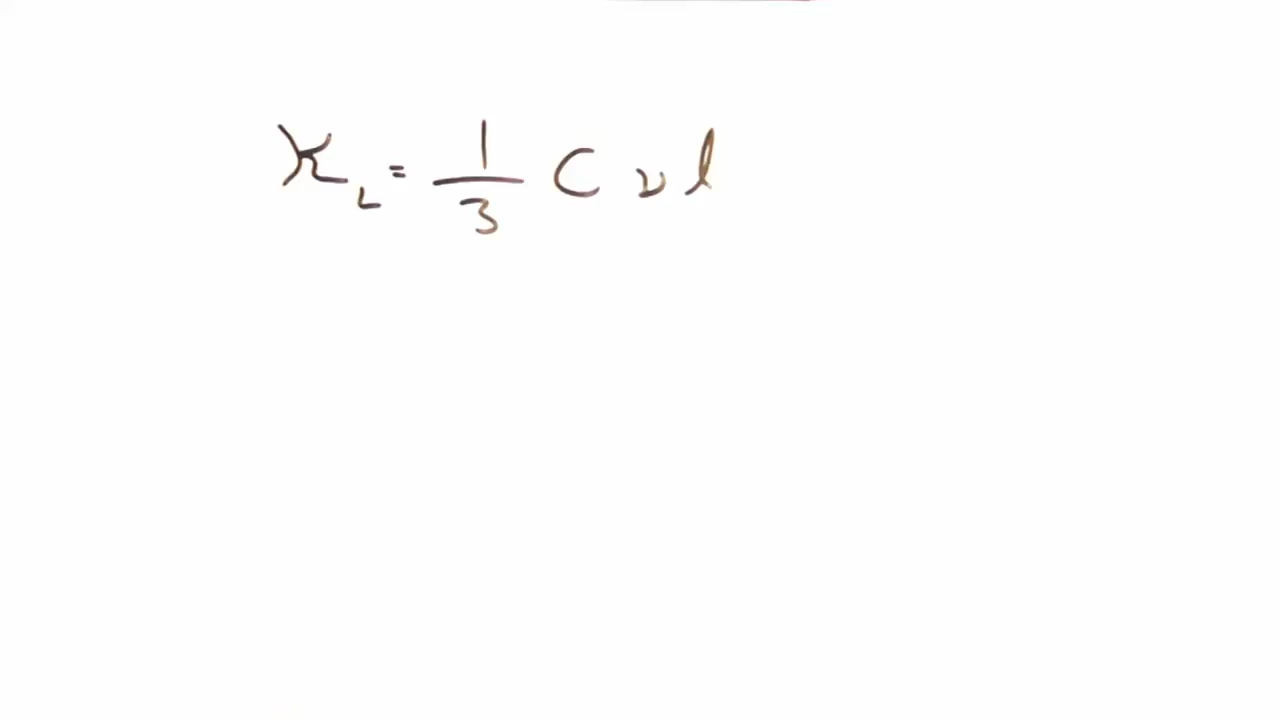 κ_L = 1/3 C ν l